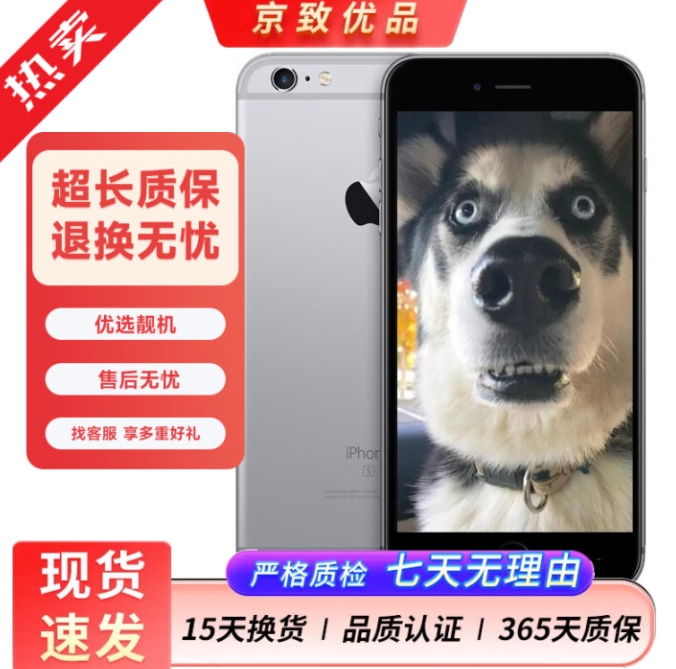 热卖
京致优品
超长质保
退换无忧
优选靓机
售后无忧
找客服 享多重好礼
iPhon
S
现货
速发
严格质检 七天无理由
15天换货 | 品质认证 | 365天质保